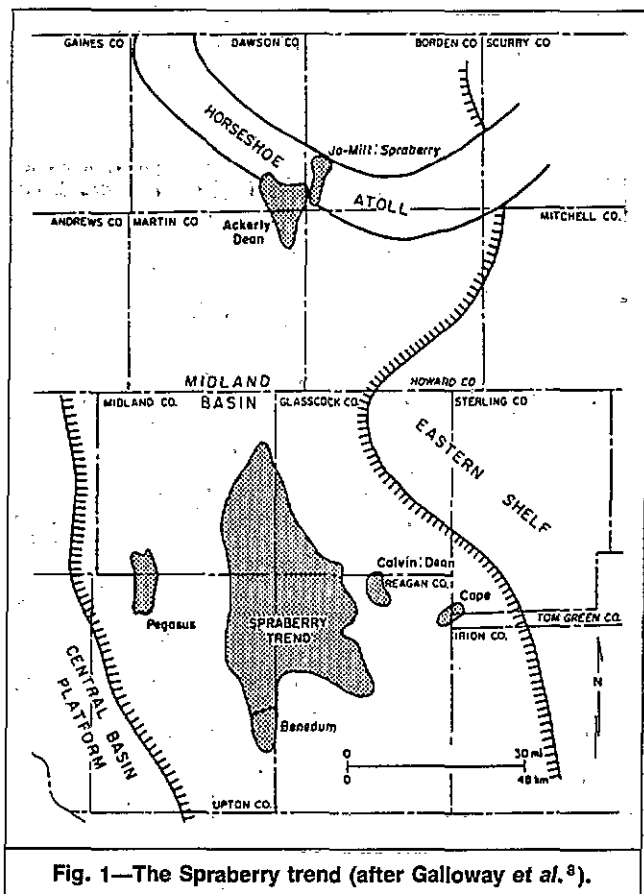 GAINES CO
DAWSON CO
BORDEN CO
SCURRY CO
HORSESHOE
Jo-Mill: Spraberry
ATOLL
ANDREWS CO
MARTIN CO
Ackerly
Dean
MITCHELL CO.
MIDLAND
BASIN
HOWARD CO
MIDLAND CO.
GLASSCOCK CO.
STERLING CO
EASTERN
SHELF
Calvin: Dean
REAGAN CO.
Cope
Pegasus
SPRABERRY
TREND
TOM GREEN CO.
IRION CO.
CENTRAL BASIN
PLATFORM
N
Benedum
0 30 mi
0 48 km
UPTON CO.
Fig. 1—The Spraberry trend (after Galloway et al.⁸).